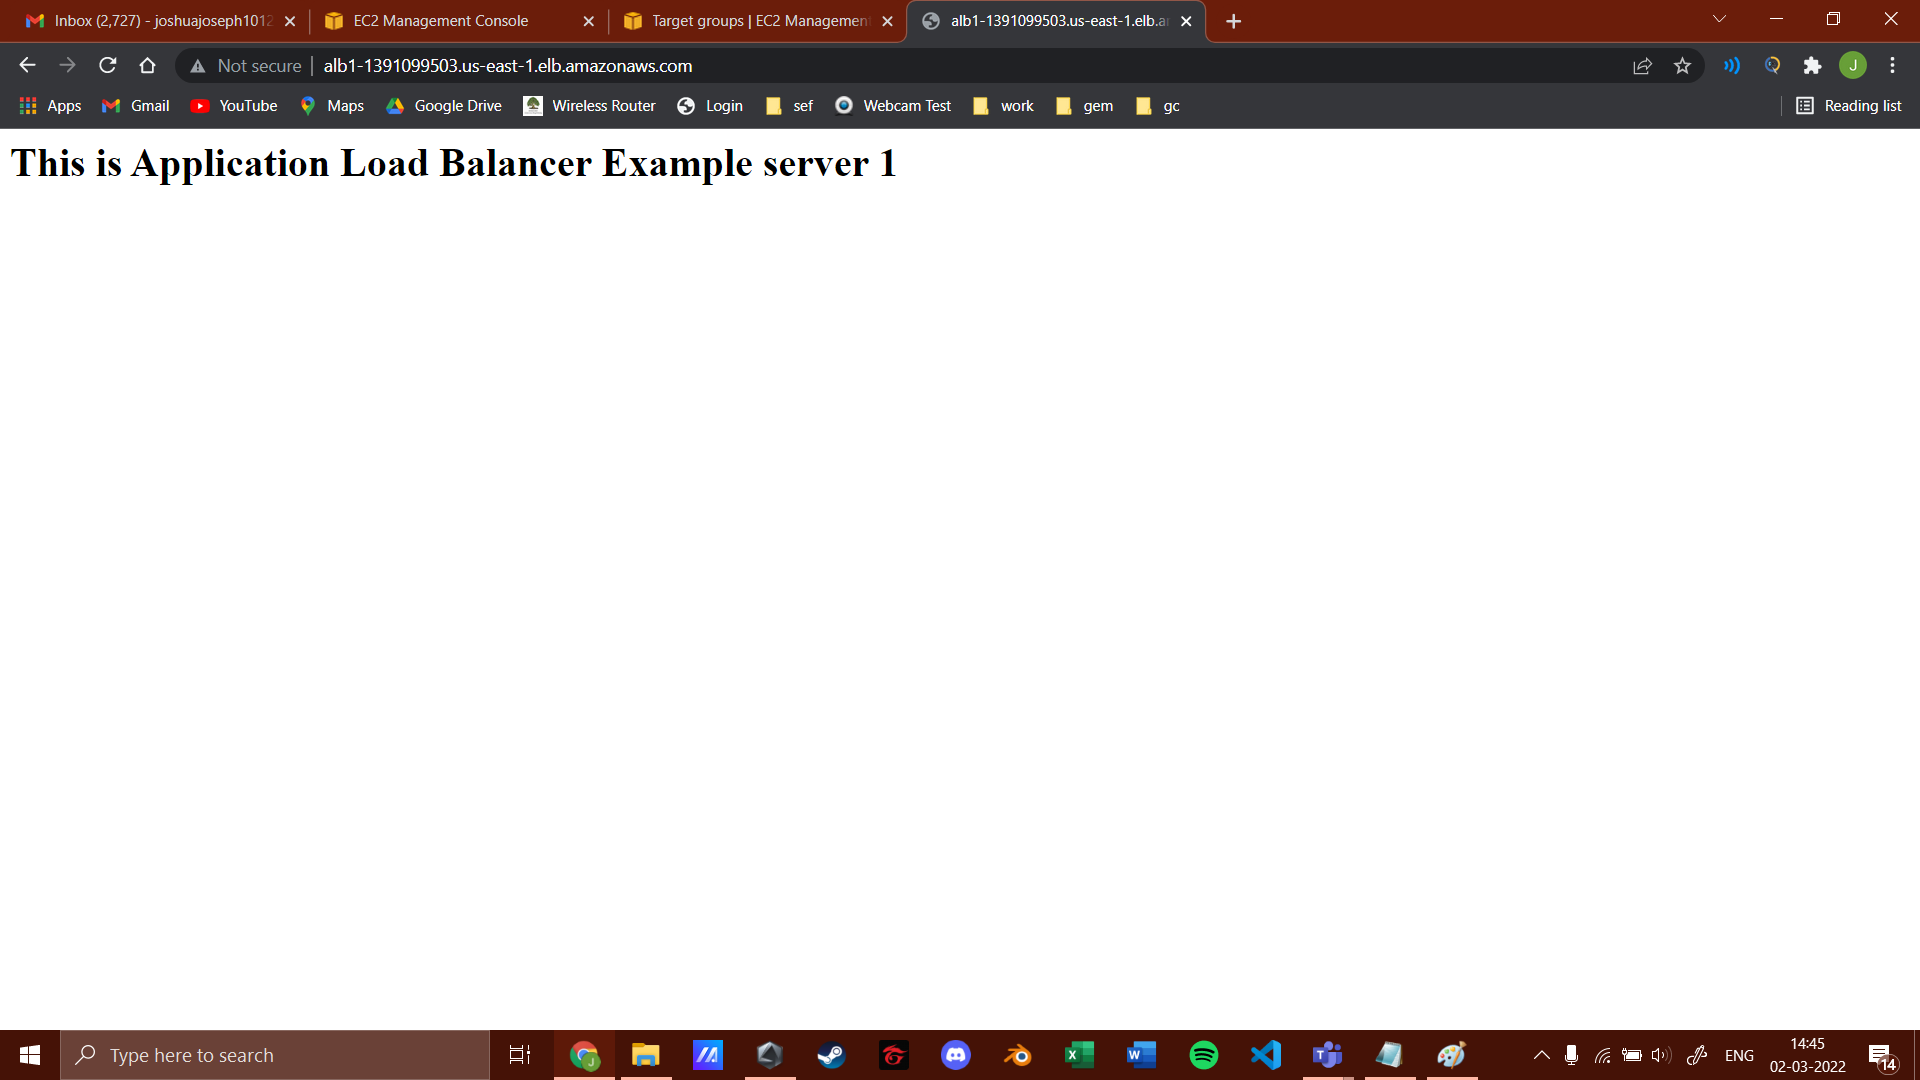 Inbox (2,727) - joshuajoseph1012
EC2 Management Console
Target groups | EC2 Management
alb1-1391099503.us-east-1.elb.a
Not secure
alb1-1391099503.us-east-1.elb.amazonaws.com
J
Apps
Gmail
YouTube
Maps
Google Drive
Wireless Router
Login
sef
Webcam Test
work
gem
gc
Reading list
This is Application Load Balancer Example server 1
Type here to search
ENG
14:45
02-03-2022
14